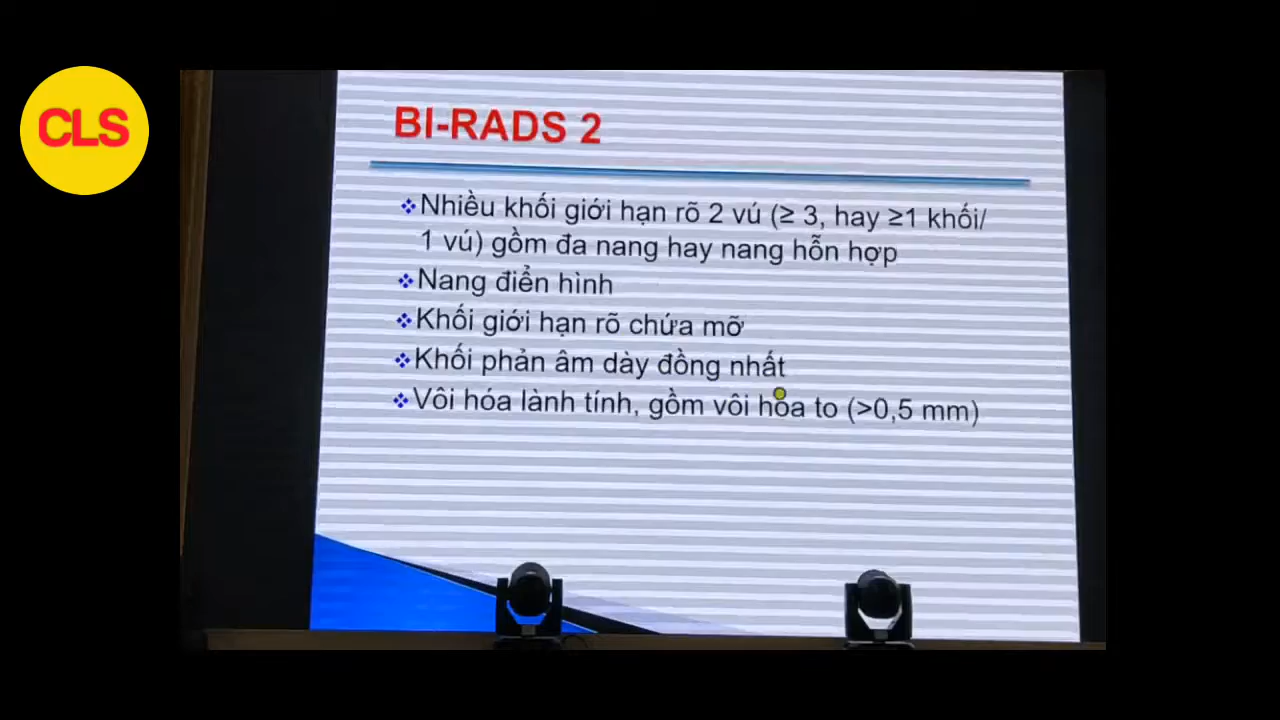 CLS
BI-RADS 2
Nhiều khối giới hạn rõ 2 vú (≥ 3, hay ≥1 khối/
1 vú) gồm đa nang hay nang hỗn hợp
Nang điển hình
Khối giới hạn rõ chứa mỡ
Khối phản âm dày đồng nhất
Vôi hóa lành tính, gồm vôi hóa to (>0,5 mm)